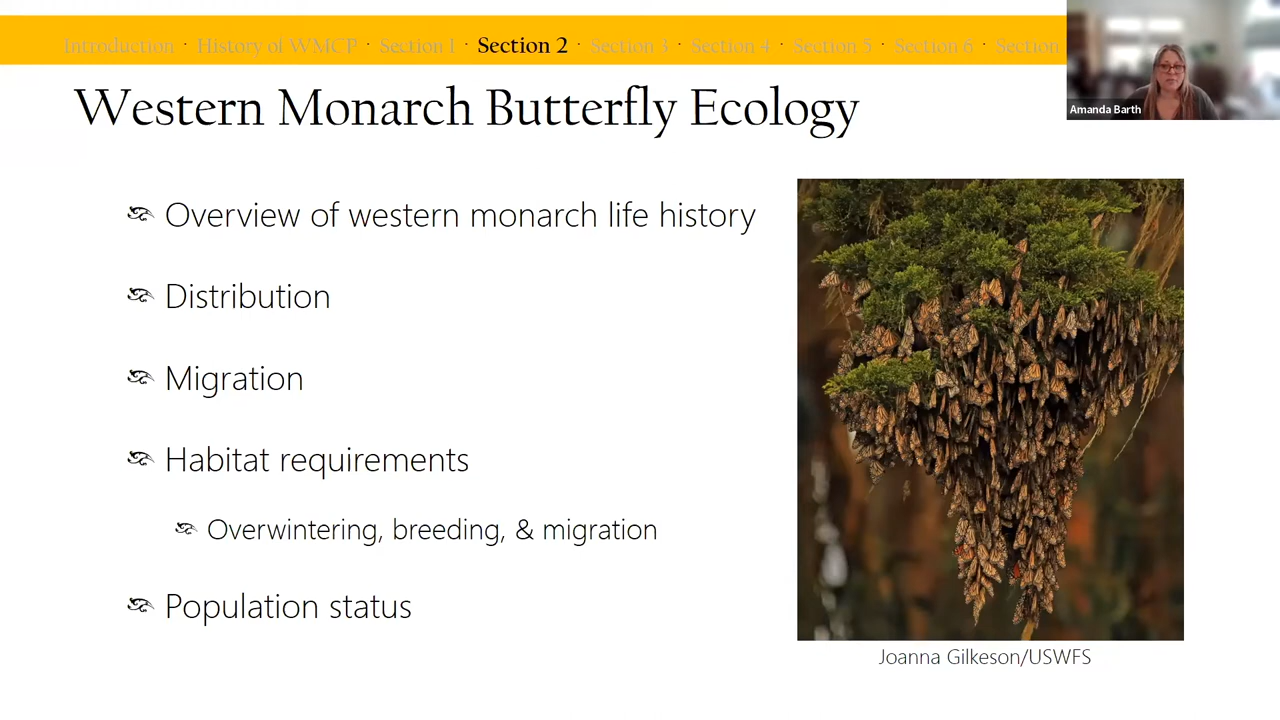 Introduction · History of WMCP · Section 1 · Section 2 · Section 3 · Section 4 · Section 5 · Section 6 · Section
Amanda Barth
Western Monarch Butterfly Ecology
Overview of western monarch life history
Distribution
Migration
Habitat requirements
Overwintering, breeding, & migration
Population status
Joanna Gilkeson/USWFS